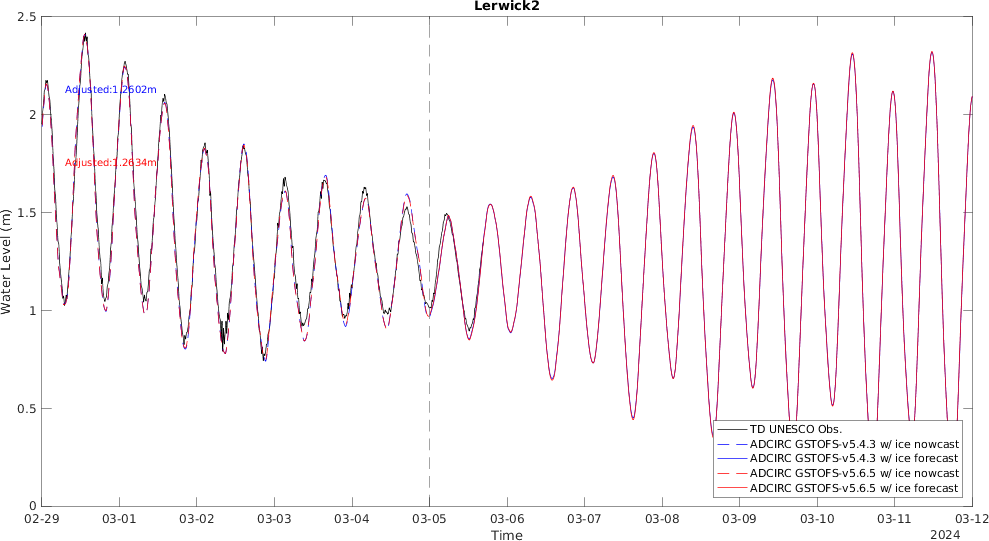 Lerwick2
2.5
2
1.5
1
0.5
0
Water Level (m)
Adjusted:1.2602m
Adjusted:1.2634m
TD UNESCO Obs.
ADCIRC GSTOFS-v5.4.3 w/ ice nowcast
ADCIRC GSTOFS-v5.4.3 w/ ice forecast
ADCIRC GSTOFS-v5.6.5 w/ ice nowcast
ADCIRC GSTOFS-v5.6.5 w/ ice forecast
02-29 03-01 03-02 03-03 03-04 03-05 03-06 03-07 03-08 03-09 03-10 03-11 03-12
Time
2024